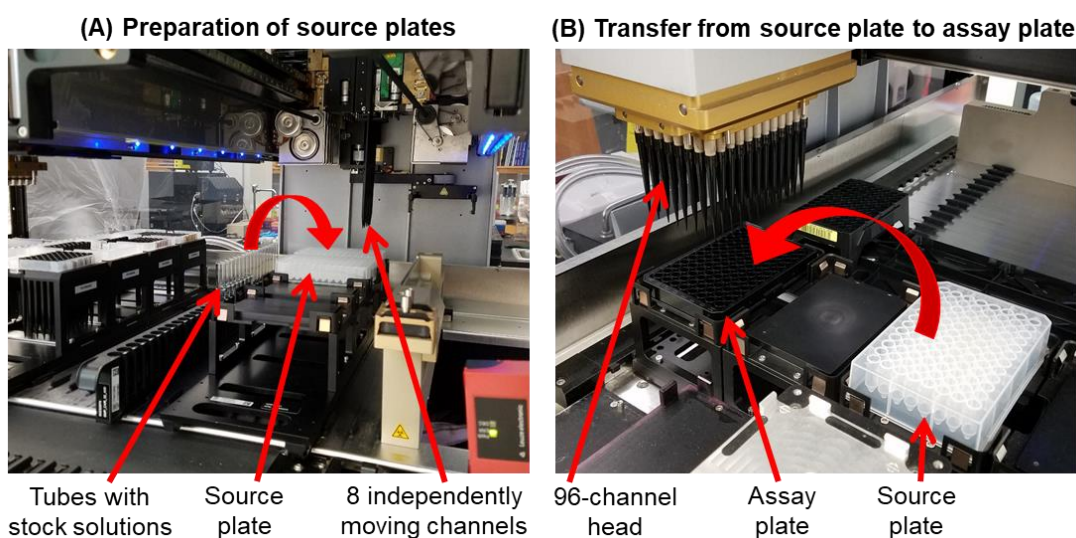 (A) Preparation of source plates
(B) Transfer from source plate to assay plate
Tubes with
stock solutions
Source
plate
8 independently
moving channels
96-channel
head
Assay
plate
Source
plate